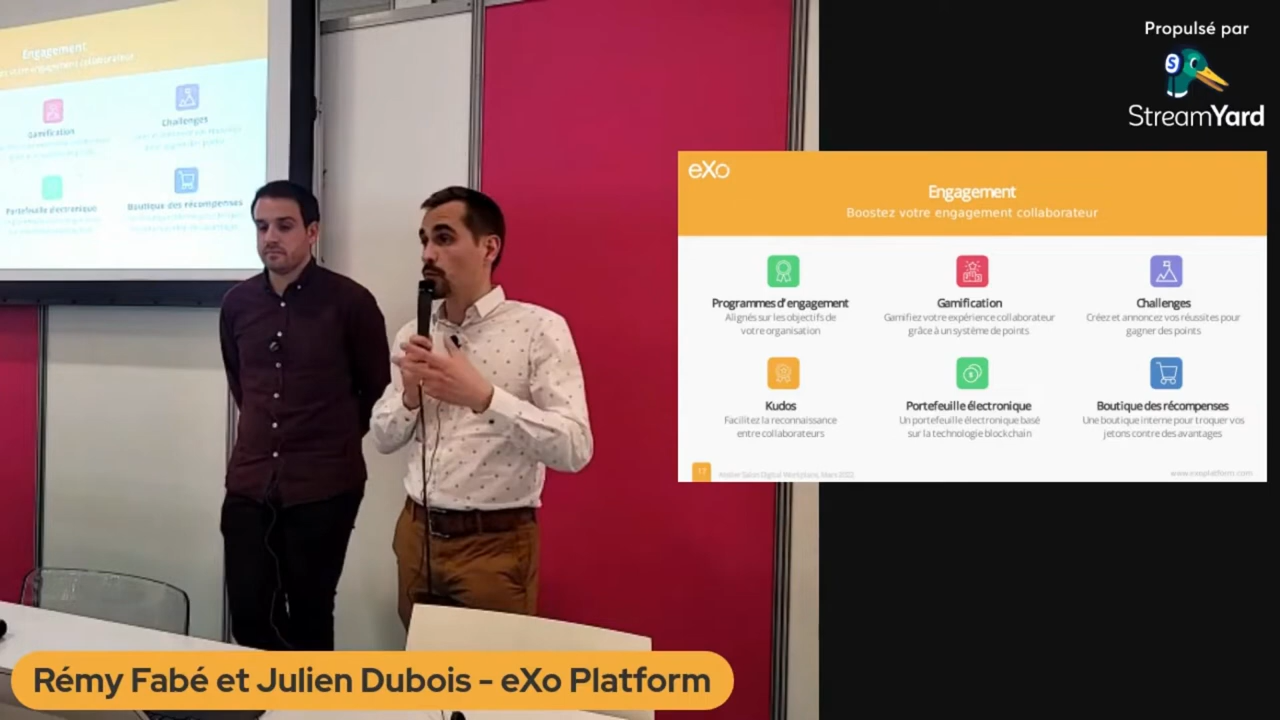 Propulsé par
StreamYard
Engagement
Gamification
Challenges
Portefeuille électronique
Boutique des récompenses
eXo
Engagement
Boostez votre engagement collaborateur
Programmes d'engagement
Alignés sur les objectifs de
votre organisation
Gamification
Gamifiez votre expérience collaborateur
grâce à un système de points
Challenges
Créez et annoncez vos réussites pour
gagner des points
Kudos
Facilitez la reconnaissance
entre collaborateurs
Portefeuille électronique
Un portefeuille électronique basé
sur la technologie blockchain
Boutique des récompenses
Une boutique interne pour troquer vos
jetons contre des avantages
17
www.exoplatform.com
Rémy Fabé et Julien Dubois - eXo Platform